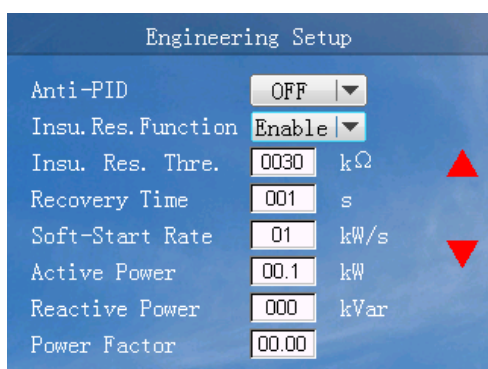 Engineering Setup
Anti-PID OFF
Insu.Res.Function Enable
Insu. Res. Thre. 0030 kΩ
Recovery Time 001 s
Soft-Start Rate 01 kW/s
Active Power 00.1 kW
Reactive Power 000 kVar
Power Factor 00.00